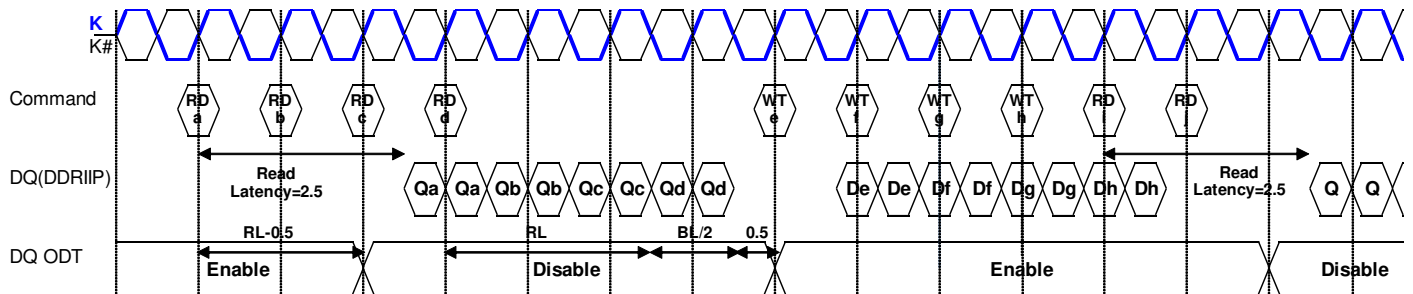 K
K#
Command RD a RD b RD c RD d WT e WT f WT g WT h RD i RD j
Read Latency=2.5 Read Latency=2.5
DQ(DDRIIP) Qa Qa Qb Qb Qc Qc Qd Qd De De Df Df Dg Dg Dh Dh Q Q
RL-0.5 RL BL/2 0.5
DQ ODT Enable Disable Enable Disable